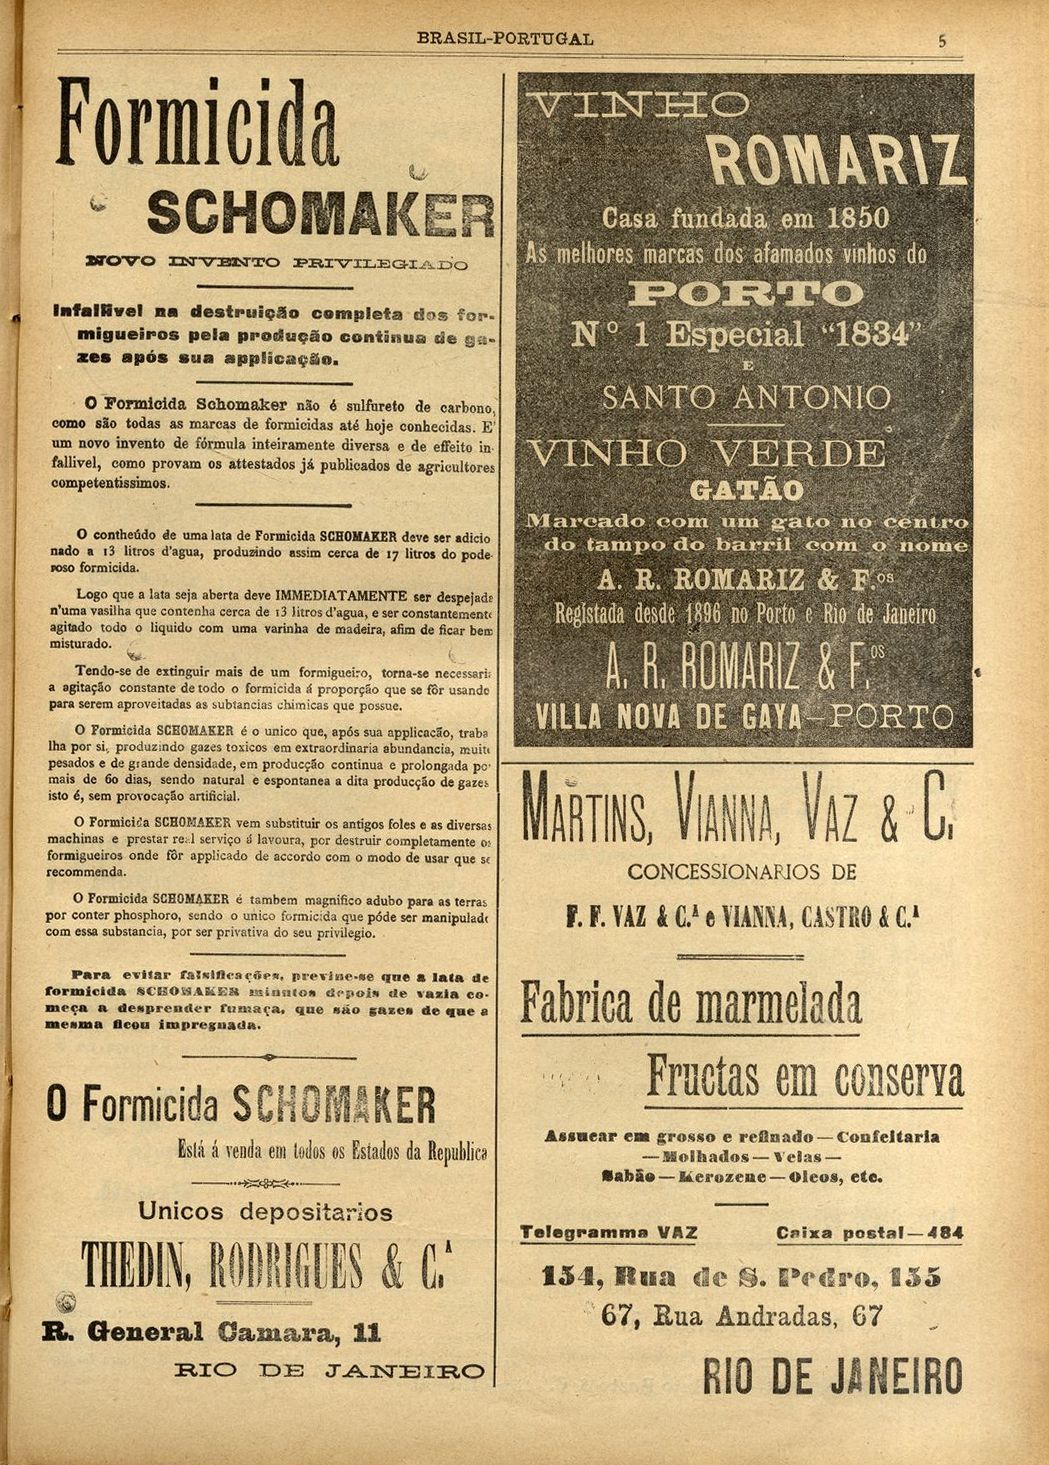 BRASIL-PORTUGAL
5
Formicida
SCHOMAKER
NOVO INVENTO PRIVILEGIADO
Infallivel na destruição completa dos for-
migueiros pela produção continua de ga-
zes após sua applicação.
O Formicida Schomaker não é sulfureto de carbono,
como são todas as marcas de formicidas até hoje conhecidas. E'
um novo invento de fórmula inteiramente diversa e de effeito in-
fallivel, como provam os attestados já publicados de agricultores
competentissimos.
O contheúdo de uma lata de Formicida SCHOMAKER deve ser adicio
nado a 13 litros d'agua, produzindo assim cerca de 17 litros do pode-
roso formicida.
Logo que a lata seja aberta deve IMMEDIATAMENTE ser despejada
n'uma vasilha que contenha cerca de 13 litros d'agua, e ser constantemente
agitado todo o liquido com uma varinha de madeira, afim de ficar bem
misturado.
Tendo-se de extinguir mais de um formigueiro, torna-se necessaria
a agitação constante de todo o formicida á proporção que se fôr usando
para serem aproveitadas as subtancias chimicas que possue.
O Formicida SCHOMAKER é o unico que, após sua applicação, traba
lha por si, produzindo gazes toxicos em extraordinaria abundancia, muito
pesados e de grande densidade, em producção continua e prolongada por
mais de 60 dias, sendo natural e espontanea a dita producção de gazes
isto é, sem provocação artificial.
O Formicida SCHOMAKER vem substituir os antigos foles e as diversas
machinas e prestar real serviço á lavoura, por destruir completamente os
formigueiros onde fôr applicado de accordo com o modo de usar que se
recommenda.
O Formicida SCHOMAKER é tambem magnifico adubo para as terras
por conter phosphoro, sendo o unico formicida que póde ser manipulado
com essa substancia, por ser privativa do seu privilegio.
Para evitar falsificações, previne-se que a lata de
formicida SCHOMAKER minutos depois de vazia co-
meça a desprender fumaça, que são gazes de que a
mesma ficou impregnada.
O Formicida SCHOMAKER
Está á venda em todos os Estados da Republica
Unicos depositarios
THEDIN, RODRIGUES & C.ª
R. General Camara, 11
RIO DE JANEIRO
VINHO
ROMARIZ
Casa fundada em 1850
As melhores marcas dos afamados vinhos do
PORTO
Nº 1 Especial "1834"
E
SANTO ANTONIO
VINHO VERDE
GATÃO
Marcado com um gato no centro
do tampo do barril com o nome
A. R. ROMARIZ & F.os
Registada desde 1896 no Porto e Rio de Janeiro
A. R. ROMARIZ & F.os
VILLA NOVA DE GAYA—PORTO
MARTINS, VIANNA, VAZ & C.
CONCESSIONARIOS DE
F. F. VAZ & C.ª e VIANNA, CASTRO & C.ª
Fabrica de marmelada
Fructas em conserva
Assucar em grosso e refinado—Confeitaria
—Molhados—Velas—
Sabão—Kerozene—Oleos, etc.
Telegramma VAZ Caixa postal—484
154, Rua de S. Pedro, 155
67, Rua Andradas, 67
RIO DE JANEIRO